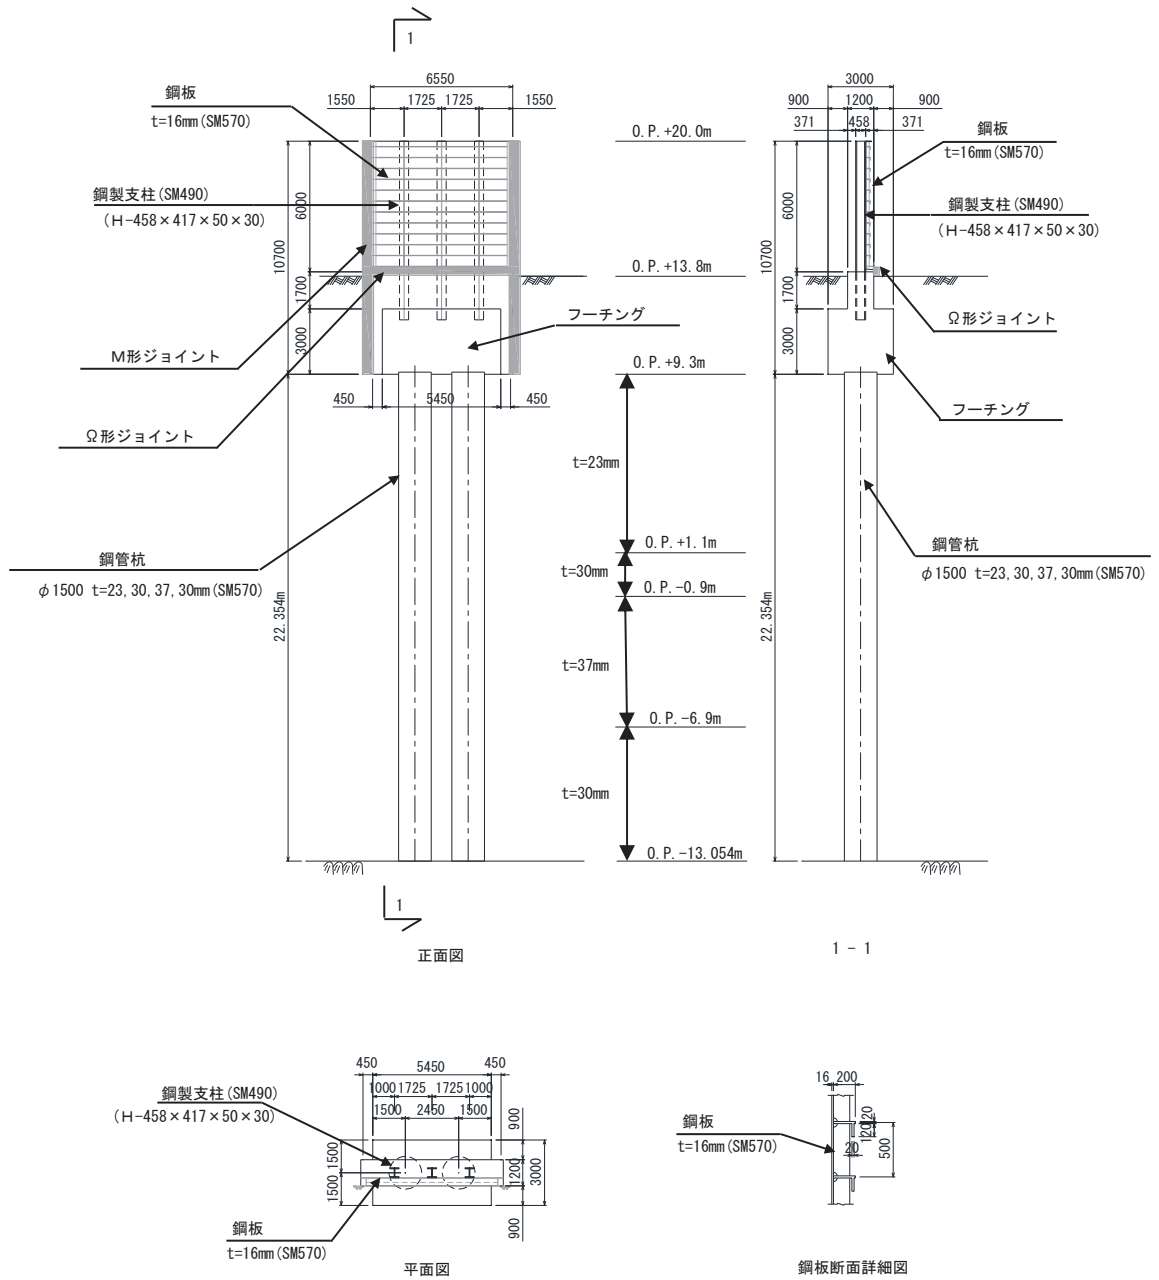 1
6550
1550
1725
1725
1550
鋼板
t=16mm(SM570)
鋼製支柱(SM490)
(H-458×417×50×30)
6000
10700
1700
3000
M形ジョイント
Ω形ジョイント
フーチング
450
5450
450
鋼管杭
φ1500 t=23,30,37,30mm(SM570)
22.354m
1
正面図
O.P.+20.0m
O.P.+13.8m
O.P.+9.3m
t=23mm
O.P.+1.1m
t=30mm
O.P.-0.9m
t=37mm
O.P.-6.9m
t=30mm
O.P.-13.054m
3000
900
1200
900
371
458
371
鋼板
t=16mm(SM570)
鋼製支柱(SM490)
(H-458×417×50×30)
6000
10700
1700
3000
Ω形ジョイント
フーチング
鋼管杭
φ1500 t=23,30,37,30mm(SM570)
22.354m
1 - 1
450
5450
450
1000
1725
1725
1000
1500
2450
1500
鋼製支柱(SM490)
(H-458×417×50×30)
900
1500
1500
1200
3000
900
鋼板
t=16mm(SM570)
平面図
16
200
鋼板
t=16mm(SM570)
20
120
20
500
鋼板断面詳細図